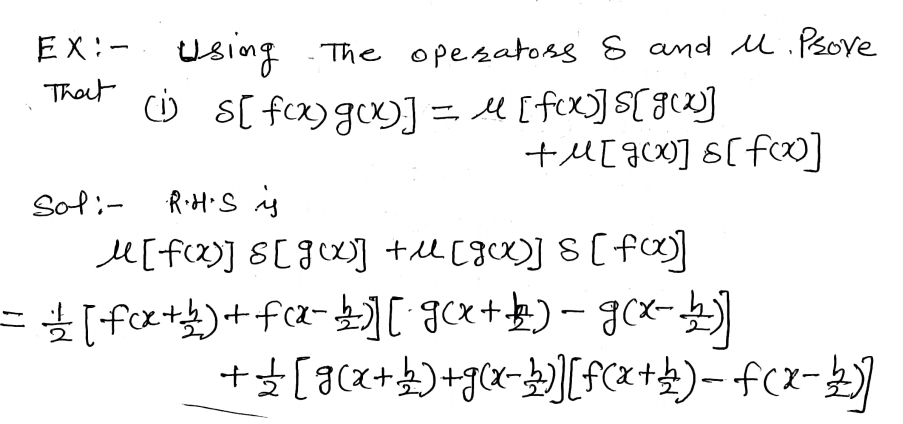 EX:- Using The operators δ and μ. Prove
That (i) δ[f(x)g(x)] = μ[f(x)]δ[g(x)]
+μ[g(x)] δ[f(x)]
Sol:- R.H.S is
μ[f(x)] δ[g(x)] +μ[g(x)] δ[f(x)]
= 1/2 [f(x+h/2)+f(x-h/2)][g(x+h/2) - g(x-h/2)]
+ 1/2 [g(x+h/2)+g(x-h/2)][f(x+h/2)-f(x-h/2)]